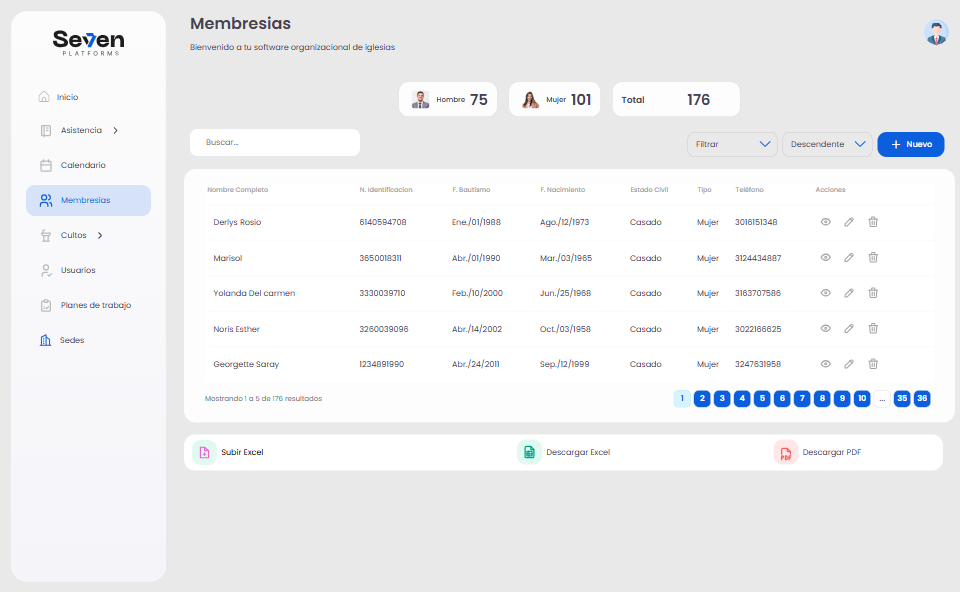 Seven
PLATFORMS
Inicio
Asistencia
Calendario
Membresias
Cultos
Usuarios
Planes de trabajo
Sedes
Membresias
Bienvenido a tu software organizacional de iglesias
Hombre 75
Mujer 101
Total 176
Buscar...
Filtrar
Descendente
+ Nuevo
Nombre Completo N. Identificacion F. Bautismo F. Nacimiento Estado Civil Tipo Teléfono Acciones
Derlys Rosio 6140594708 Ene./01/1988 Ago./12/1973 Casado Mujer 3016151348
Marisol 3650018311 Abr./01/1990 Mar./03/1965 Casado Mujer 3124434887
Yolanda Del carmen 3330039710 Feb./10/2000 Jun./25/1968 Casado Mujer 3163707586
Noris Esther 3260039096 Abr./14/2002 Oct./03/1958 Casado Mujer 3022166625
Georgette Saray 1234891990 Abr./24/2011 Sep./12/1999 Casado Mujer 3247631958
Mostrando 1 a 5 de 176 resultados
1 2 3 4 5 6 7 8 9 10 ... 35 36
Subir Excel
Descargar Excel
PDF Descargar PDF